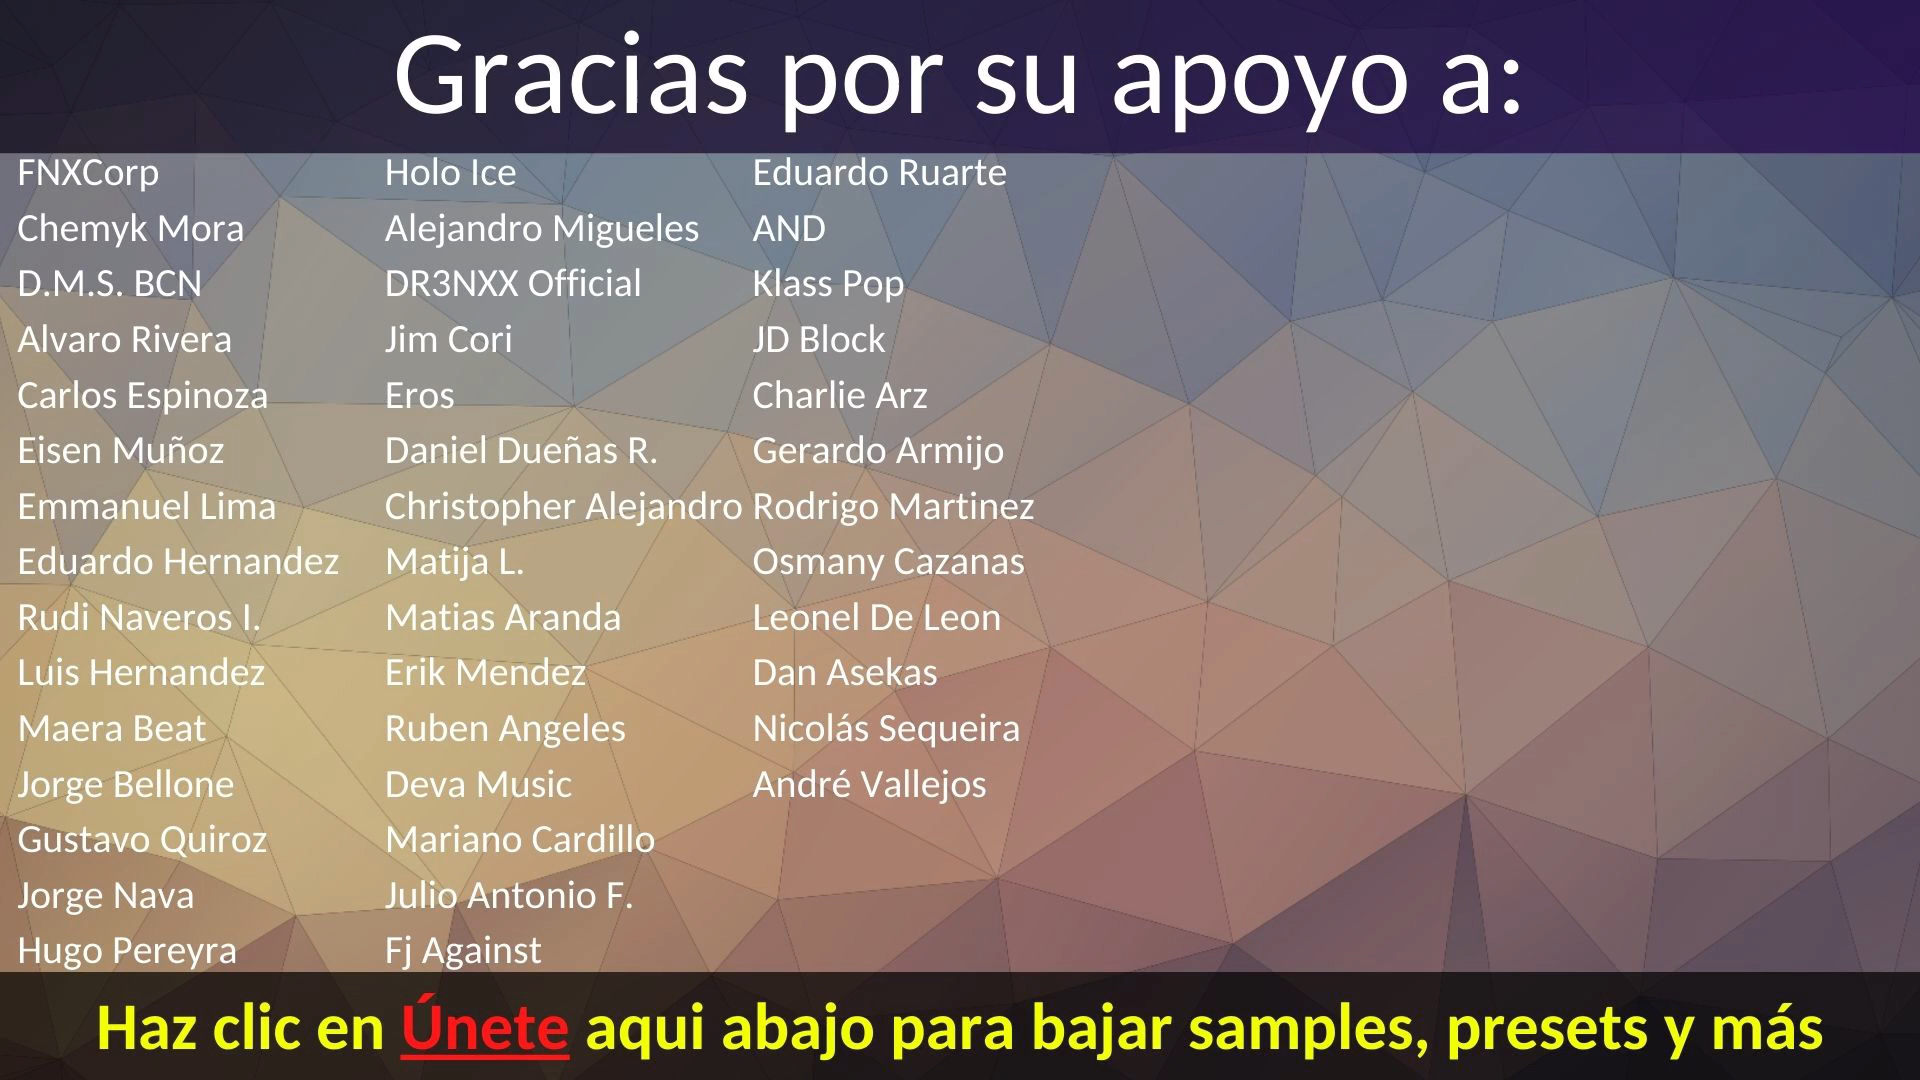 Gracias por su apoyo a:
FNXCorp
Chemyk Mora
D.M.S. BCN
Alvaro Rivera
Carlos Espinoza
Eisen Muñoz
Emmanuel Lima
Eduardo Hernandez
Rudi Naveros I.
Luis Hernandez
Maera Beat
Jorge Bellone
Gustavo Quiroz
Jorge Nava
Hugo Pereyra
Holo Ice
Alejandro Migueles
DR3NXX Official
Jim Cori
Eros
Daniel Dueñas R.
Christopher Alejandro
Matija L.
Matias Aranda
Erik Mendez
Ruben Angeles
Deva Music
Mariano Cardillo
Julio Antonio F.
Fj Against
Eduardo Ruarte
AND
Klass Pop
JD Block
Charlie Arz
Gerardo Armijo
Rodrigo Martinez
Osmany Cazanas
Leonel De Leon
Dan Asekas
Nicolás Sequeira
André Vallejos
Haz clic en Únete aqui abajo para bajar samples, presets y más